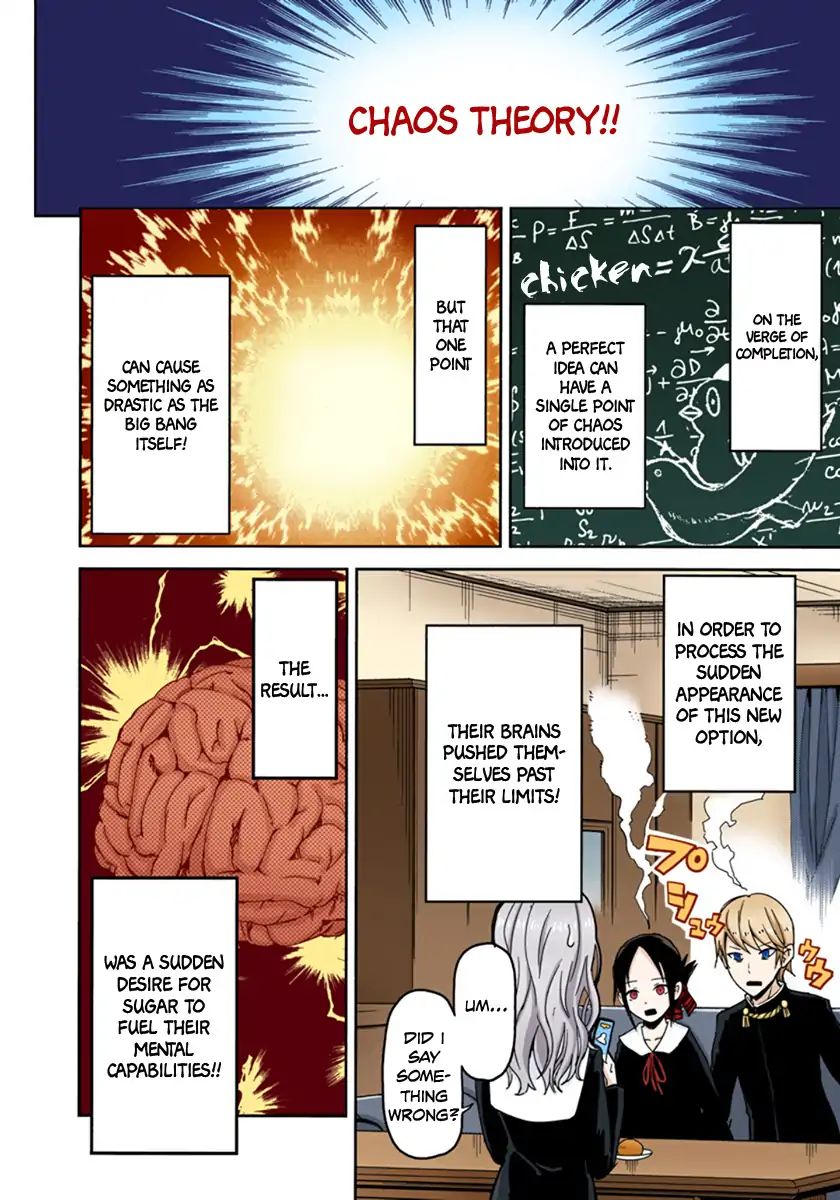 CHAOS THEORY!!
P = E/ΔS
ΔSΔt
B =
chicken=
ON THE
VERGE OF
COMPLETION,
A PERFECT
IDEA CAN
HAVE A
SINGLE POINT
OF CHAOS
INTRODUCED
INTO IT.
BUT
THAT
ONE
POINT
CAN CAUSE
SOMETHING AS
DRASTIC AS THE
BIG BANG
ITSELF!
IN ORDER TO
PROCESS THE
SUDDEN
APPEARANCE
OF THIS NEW
OPTION,
THEIR BRAINS
PUSHED THEM-
SELVES PAST
THEIR LIMITS!
プシュウウウ
UM...
DID I
SAY
SOME-
THING
WRONG?
THE
RESULT...
WAS A SUDDEN
DESIRE FOR
SUGAR TO
FUEL THEIR
MENTAL
CAPABILITIES!!